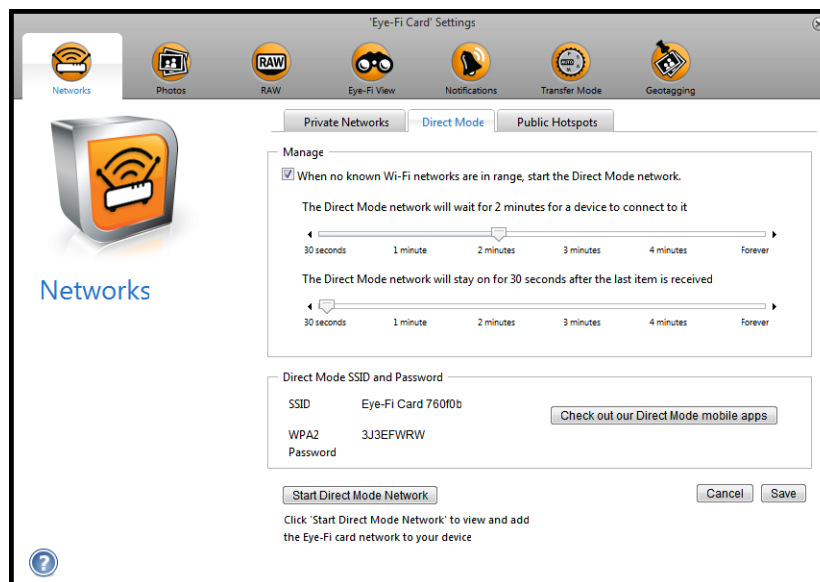 'Eye-Fi Card' Settings
Networks Photos RAW Eye-Fi View Notifications Transfer Mode Geotagging
RAW
AUTO
Private Networks Direct Mode Public Hotspots
Networks
Manage
When no known Wi-Fi networks are in range, start the Direct Mode network.
The Direct Mode network will wait for 2 minutes for a device to connect to it
30 seconds 1 minute 2 minutes 3 minutes 4 minutes Forever
The Direct Mode network will stay on for 30 seconds after the last item is received
30 seconds 1 minute 2 minutes 3 minutes 4 minutes Forever
Direct Mode SSID and Password
SSID Eye-Fi Card 760f0b
Check out our Direct Mode mobile apps
WPA2 3J3EFWRW
Password
Start Direct Mode Network Cancel Save
Click 'Start Direct Mode Network' to view and add
the Eye-Fi card network to your device
?